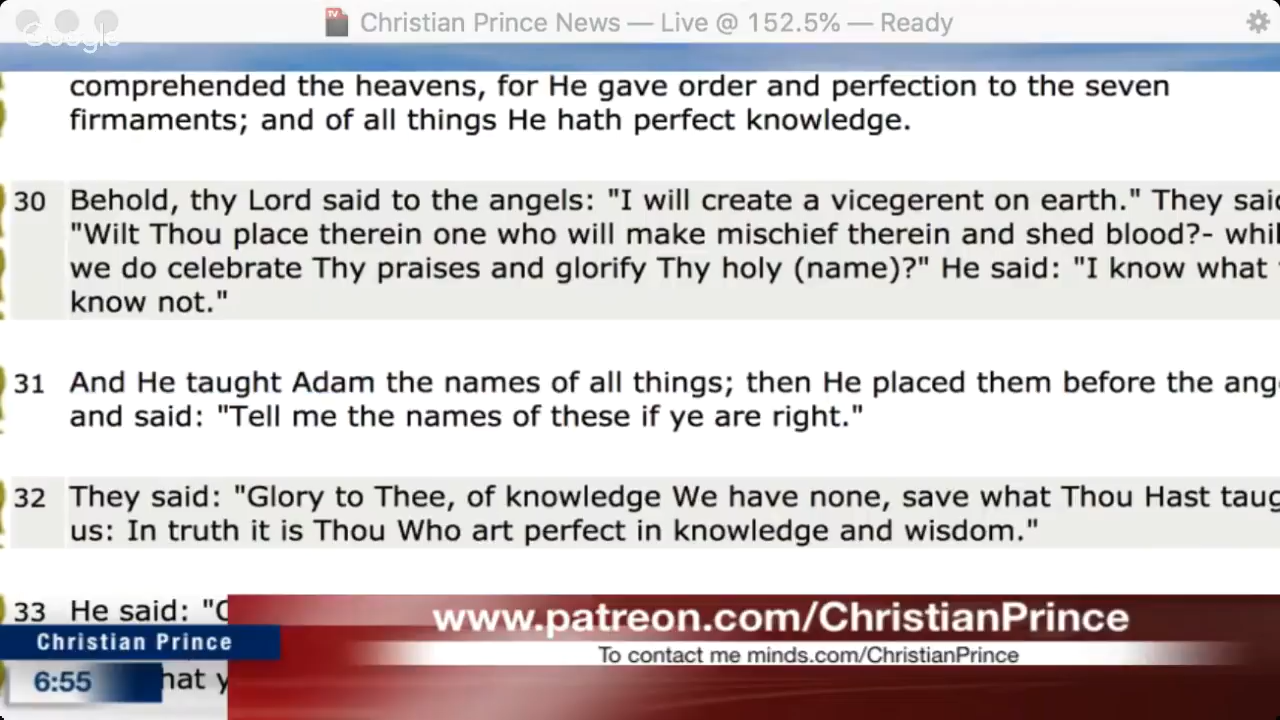 Christian Prince News — Live @ 152.5% — Ready
Google
comprehended the heavens, for He gave order and perfection to the seven
firmaments; and of all things He hath perfect knowledge.
30 Behold, thy Lord said to the angels: "I will create a vicegerent on earth." They
"Wilt Thou place therein one who will make mischief therein and shed blood?-
we do celebrate Thy praises and glorify Thy holy (name)?" He said: "I know what
know not."
31 And He taught Adam the names of all things; then He placed them before the
and said: "Tell me the names of these if ye are right."
32 They said: "Glory to Thee, of knowledge We have none, save what Thou Hast
us: In truth it is Thou Who art perfect in knowledge and wisdom."
33 He said:
www.patreon.com/ChristianPrince
Christian Prince
To contact me minds.com/ChristianPrince
6:55